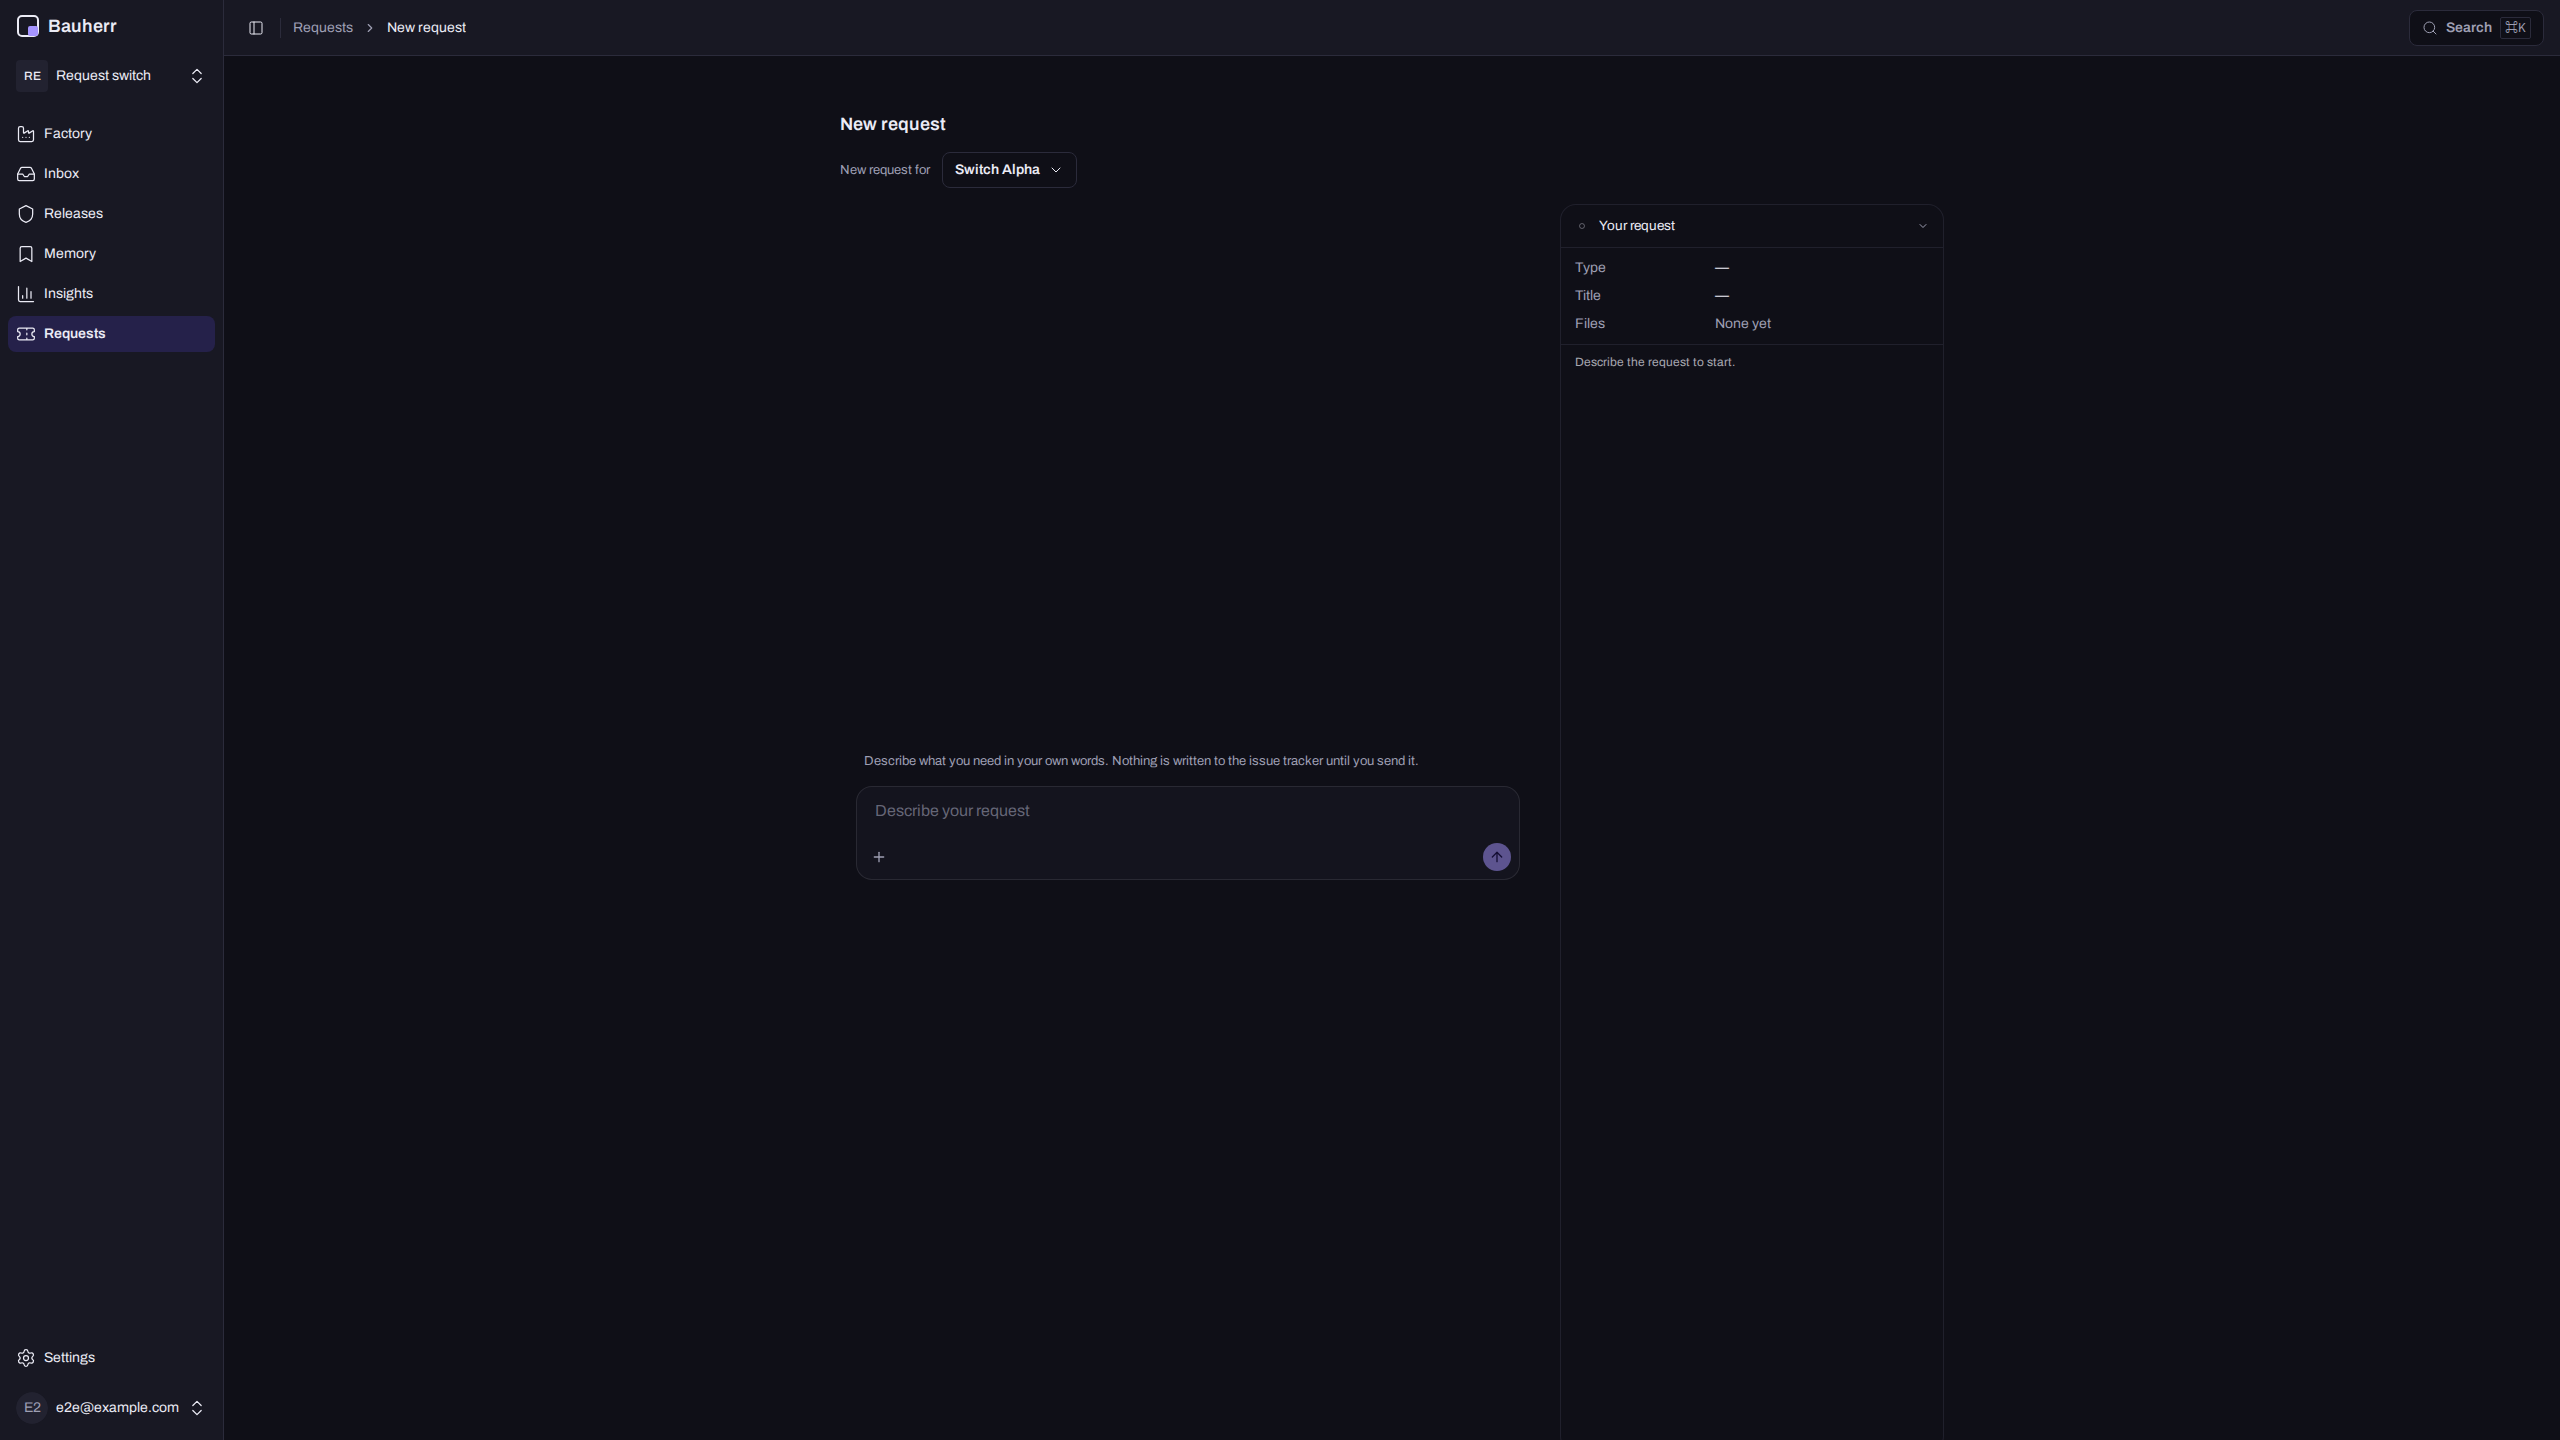 Bauherr
RE Request switch
Factory
Inbox
Releases
Memory
Insights
Requests
Settings
E2 e2e@example.com
Requests New request
Search ⌘K
New request
New request for Switch Alpha
Your request
Type —
Title —
Files None yet
Describe the request to start.
Describe what you need in your own words. Nothing is written to the issue tracker until you send it.
Describe your request